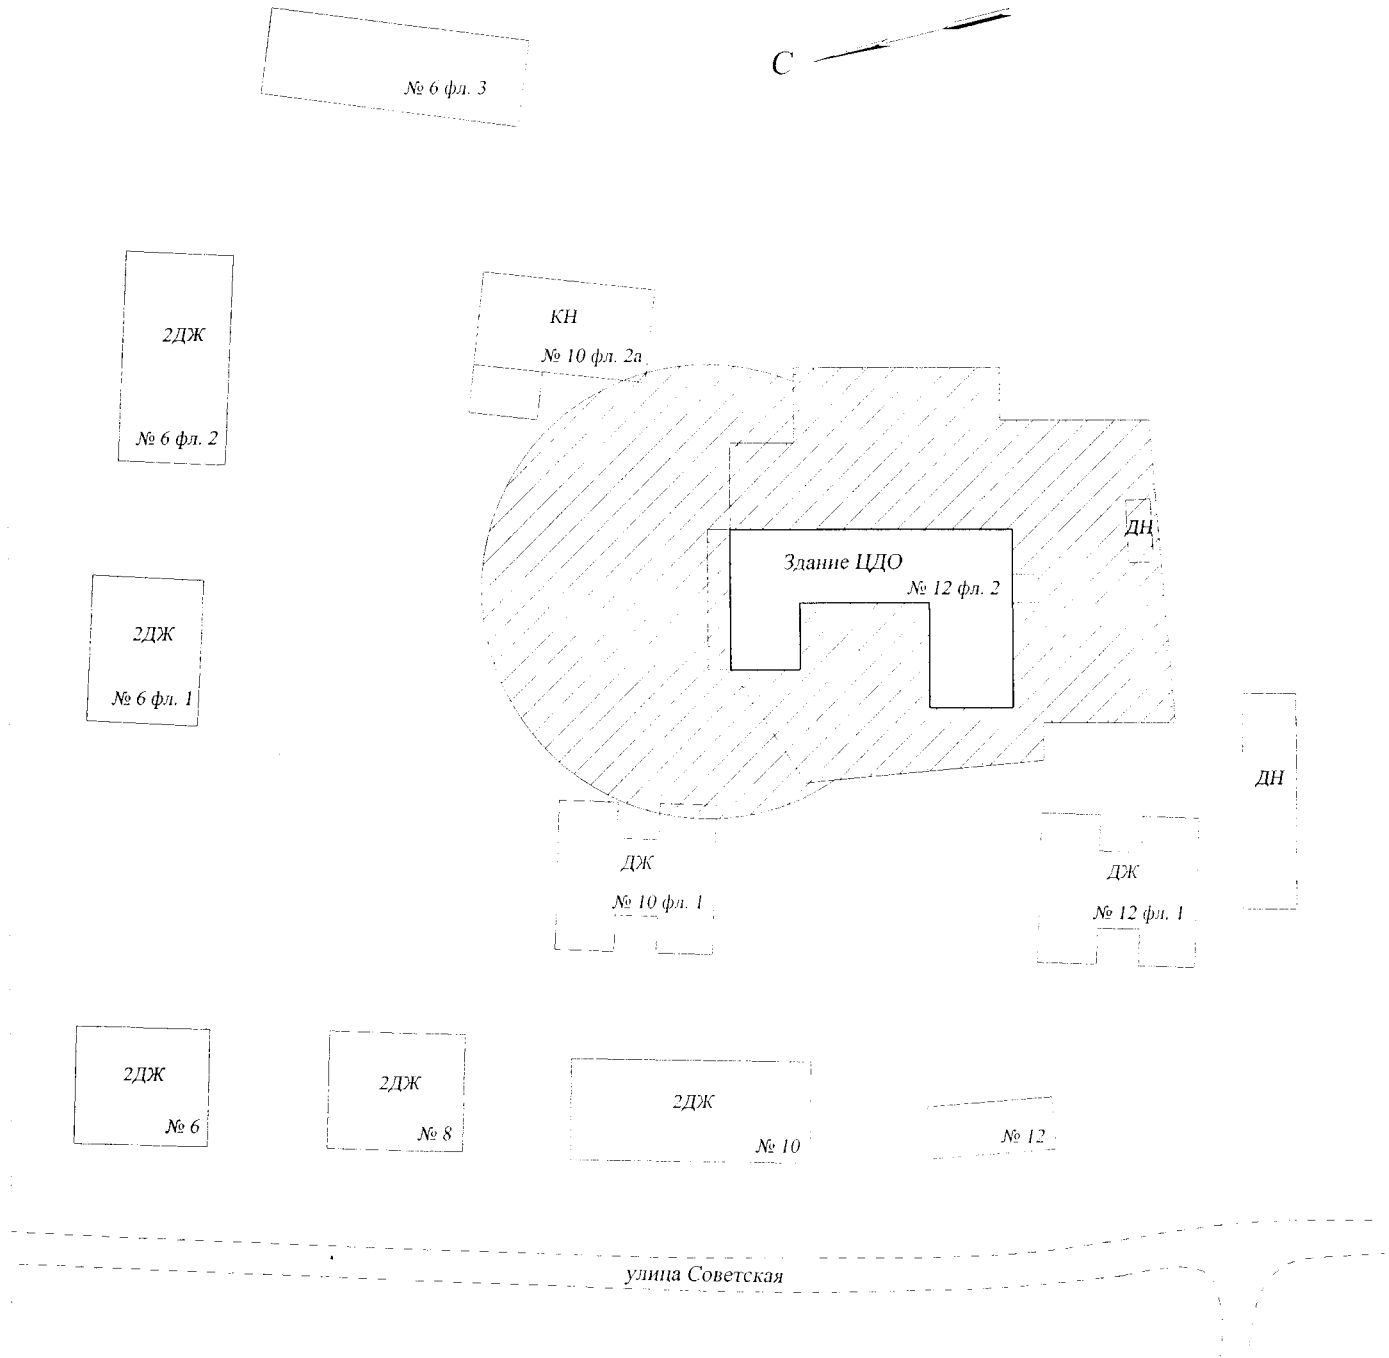 С
№ 6 фл. 3
2ДЖ
№ 6 фл. 2
КН
№ 10 фл. 2а
ДН
Здание ЦДО
№ 12 фл. 2
2ДЖ
№ 6 фл. 1
ДН
ДЖ
№ 10 фл. 1
ДЖ
№ 12 фл. 1
2ДЖ
№ 6
2ДЖ
№ 8
2ДЖ
№ 10
№ 12
улица Советская